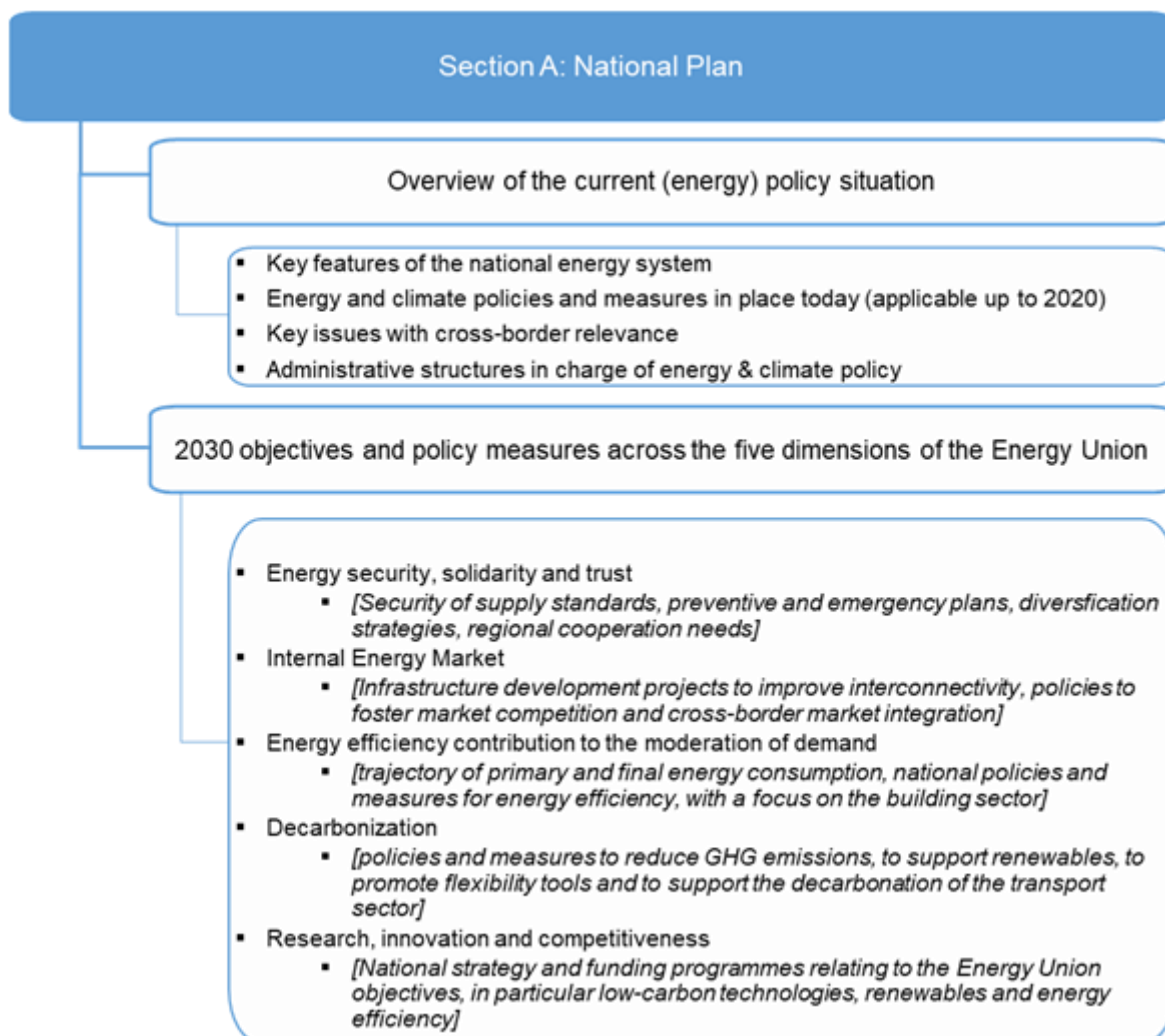 Section A: National Plan
Overview of the current (energy) policy situation
▪ Key features of the national energy system
▪ Energy and climate policies and measures in place today (applicable up to 2020)
▪ Key issues with cross-border relevance
▪ Administrative structures in charge of energy & climate policy
2030 objectives and policy measures across the five dimensions of the Energy Union
▪ Energy security, solidarity and trust
▪ [Security of supply standards, preventive and emergency plans, diversfication
strategies, regional cooperation needs]
▪ Internal Energy Market
▪ [Infrastructure development projects to improve interconnectivity, policies to
foster market competition and cross-border market integration]
▪ Energy efficiency contribution to the moderation of demand
▪ [trajectory of primary and final energy consumption, national policies and
measures for energy efficiency, with a focus on the building sector]
▪ Decarbonization
▪ [policies and measures to reduce GHG emissions, to support renewables, to
promote flexibility tools and to support the decarbonation of the transport
sector]
▪ Research, innovation and competitiveness
▪ [National strategy and funding programmes relating to the Energy Union
objectives, in particular low-carbon technologies, renewables and energy
efficiency]